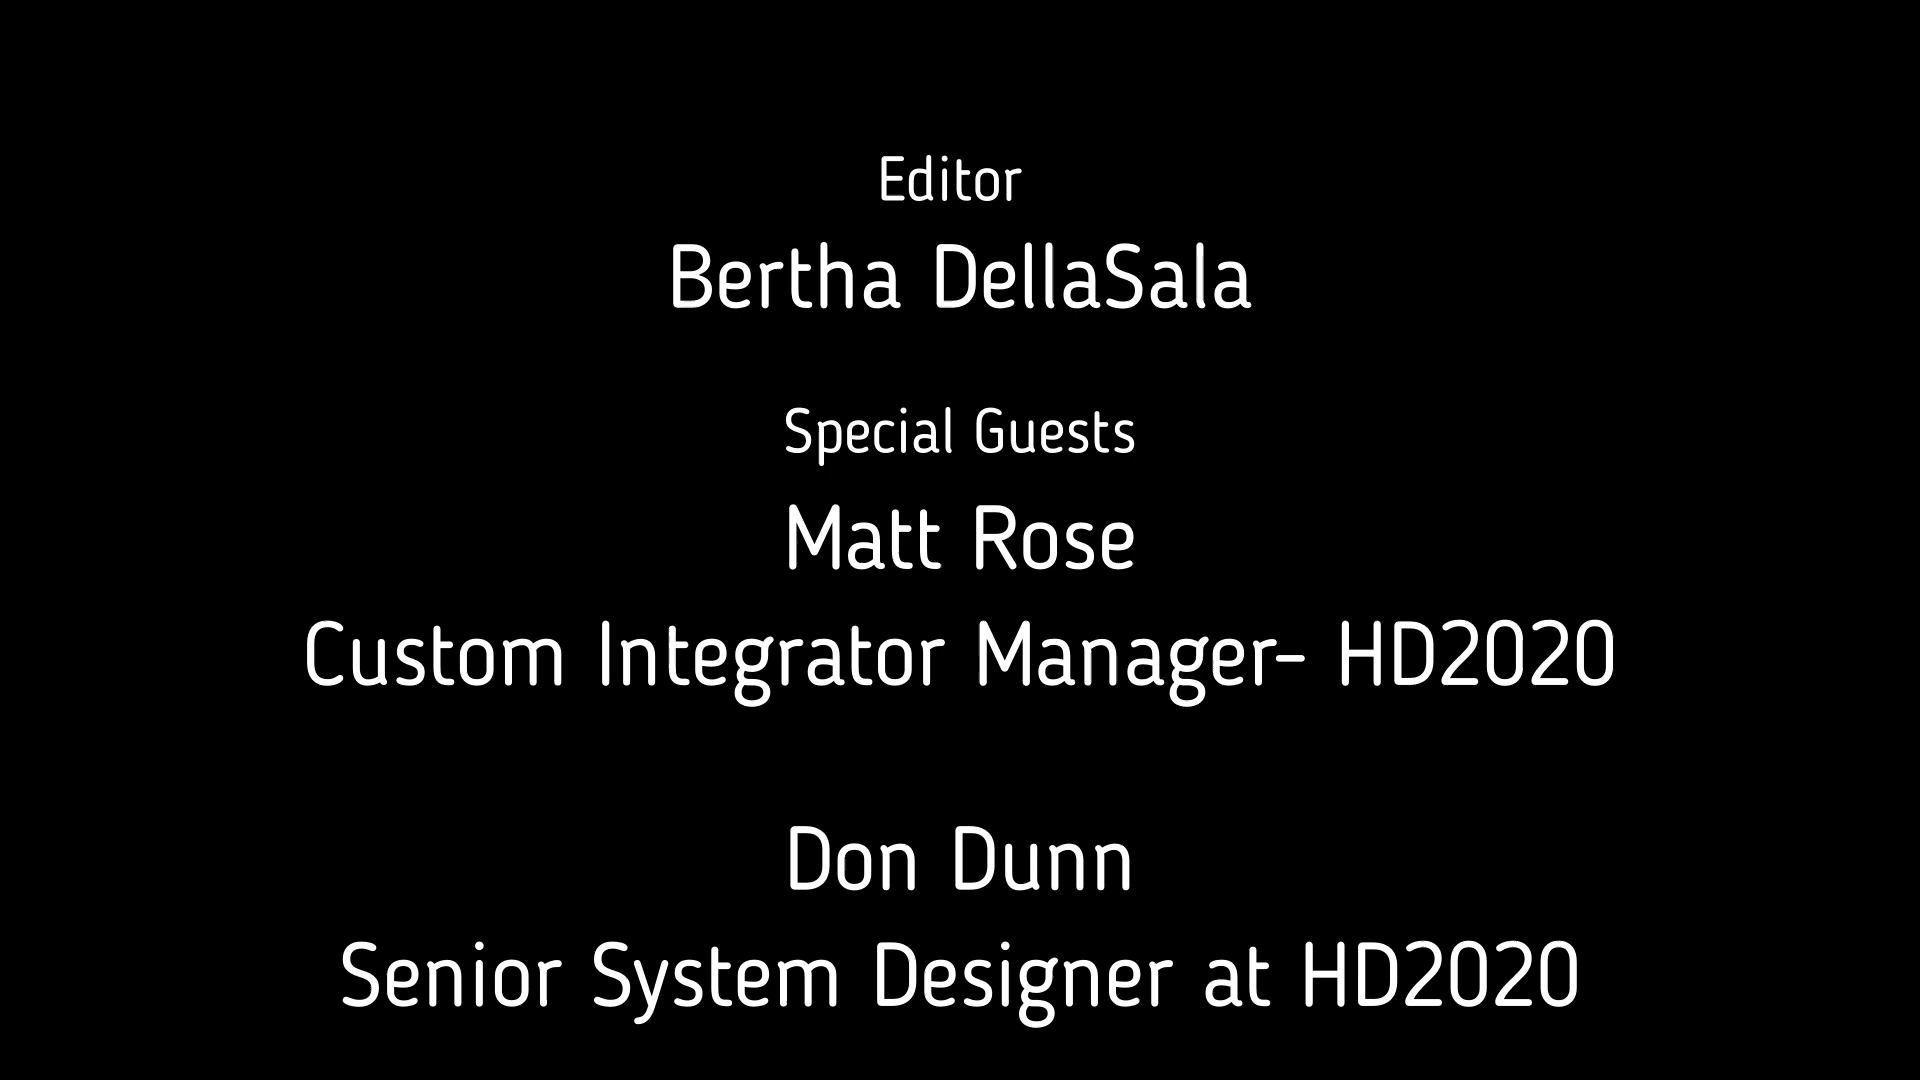 Editor
Bertha DellaSala
Special Guests
Matt Rose
Custom Integrator Manager- HD2020
Don Dunn
Senior System Designer at HD2020